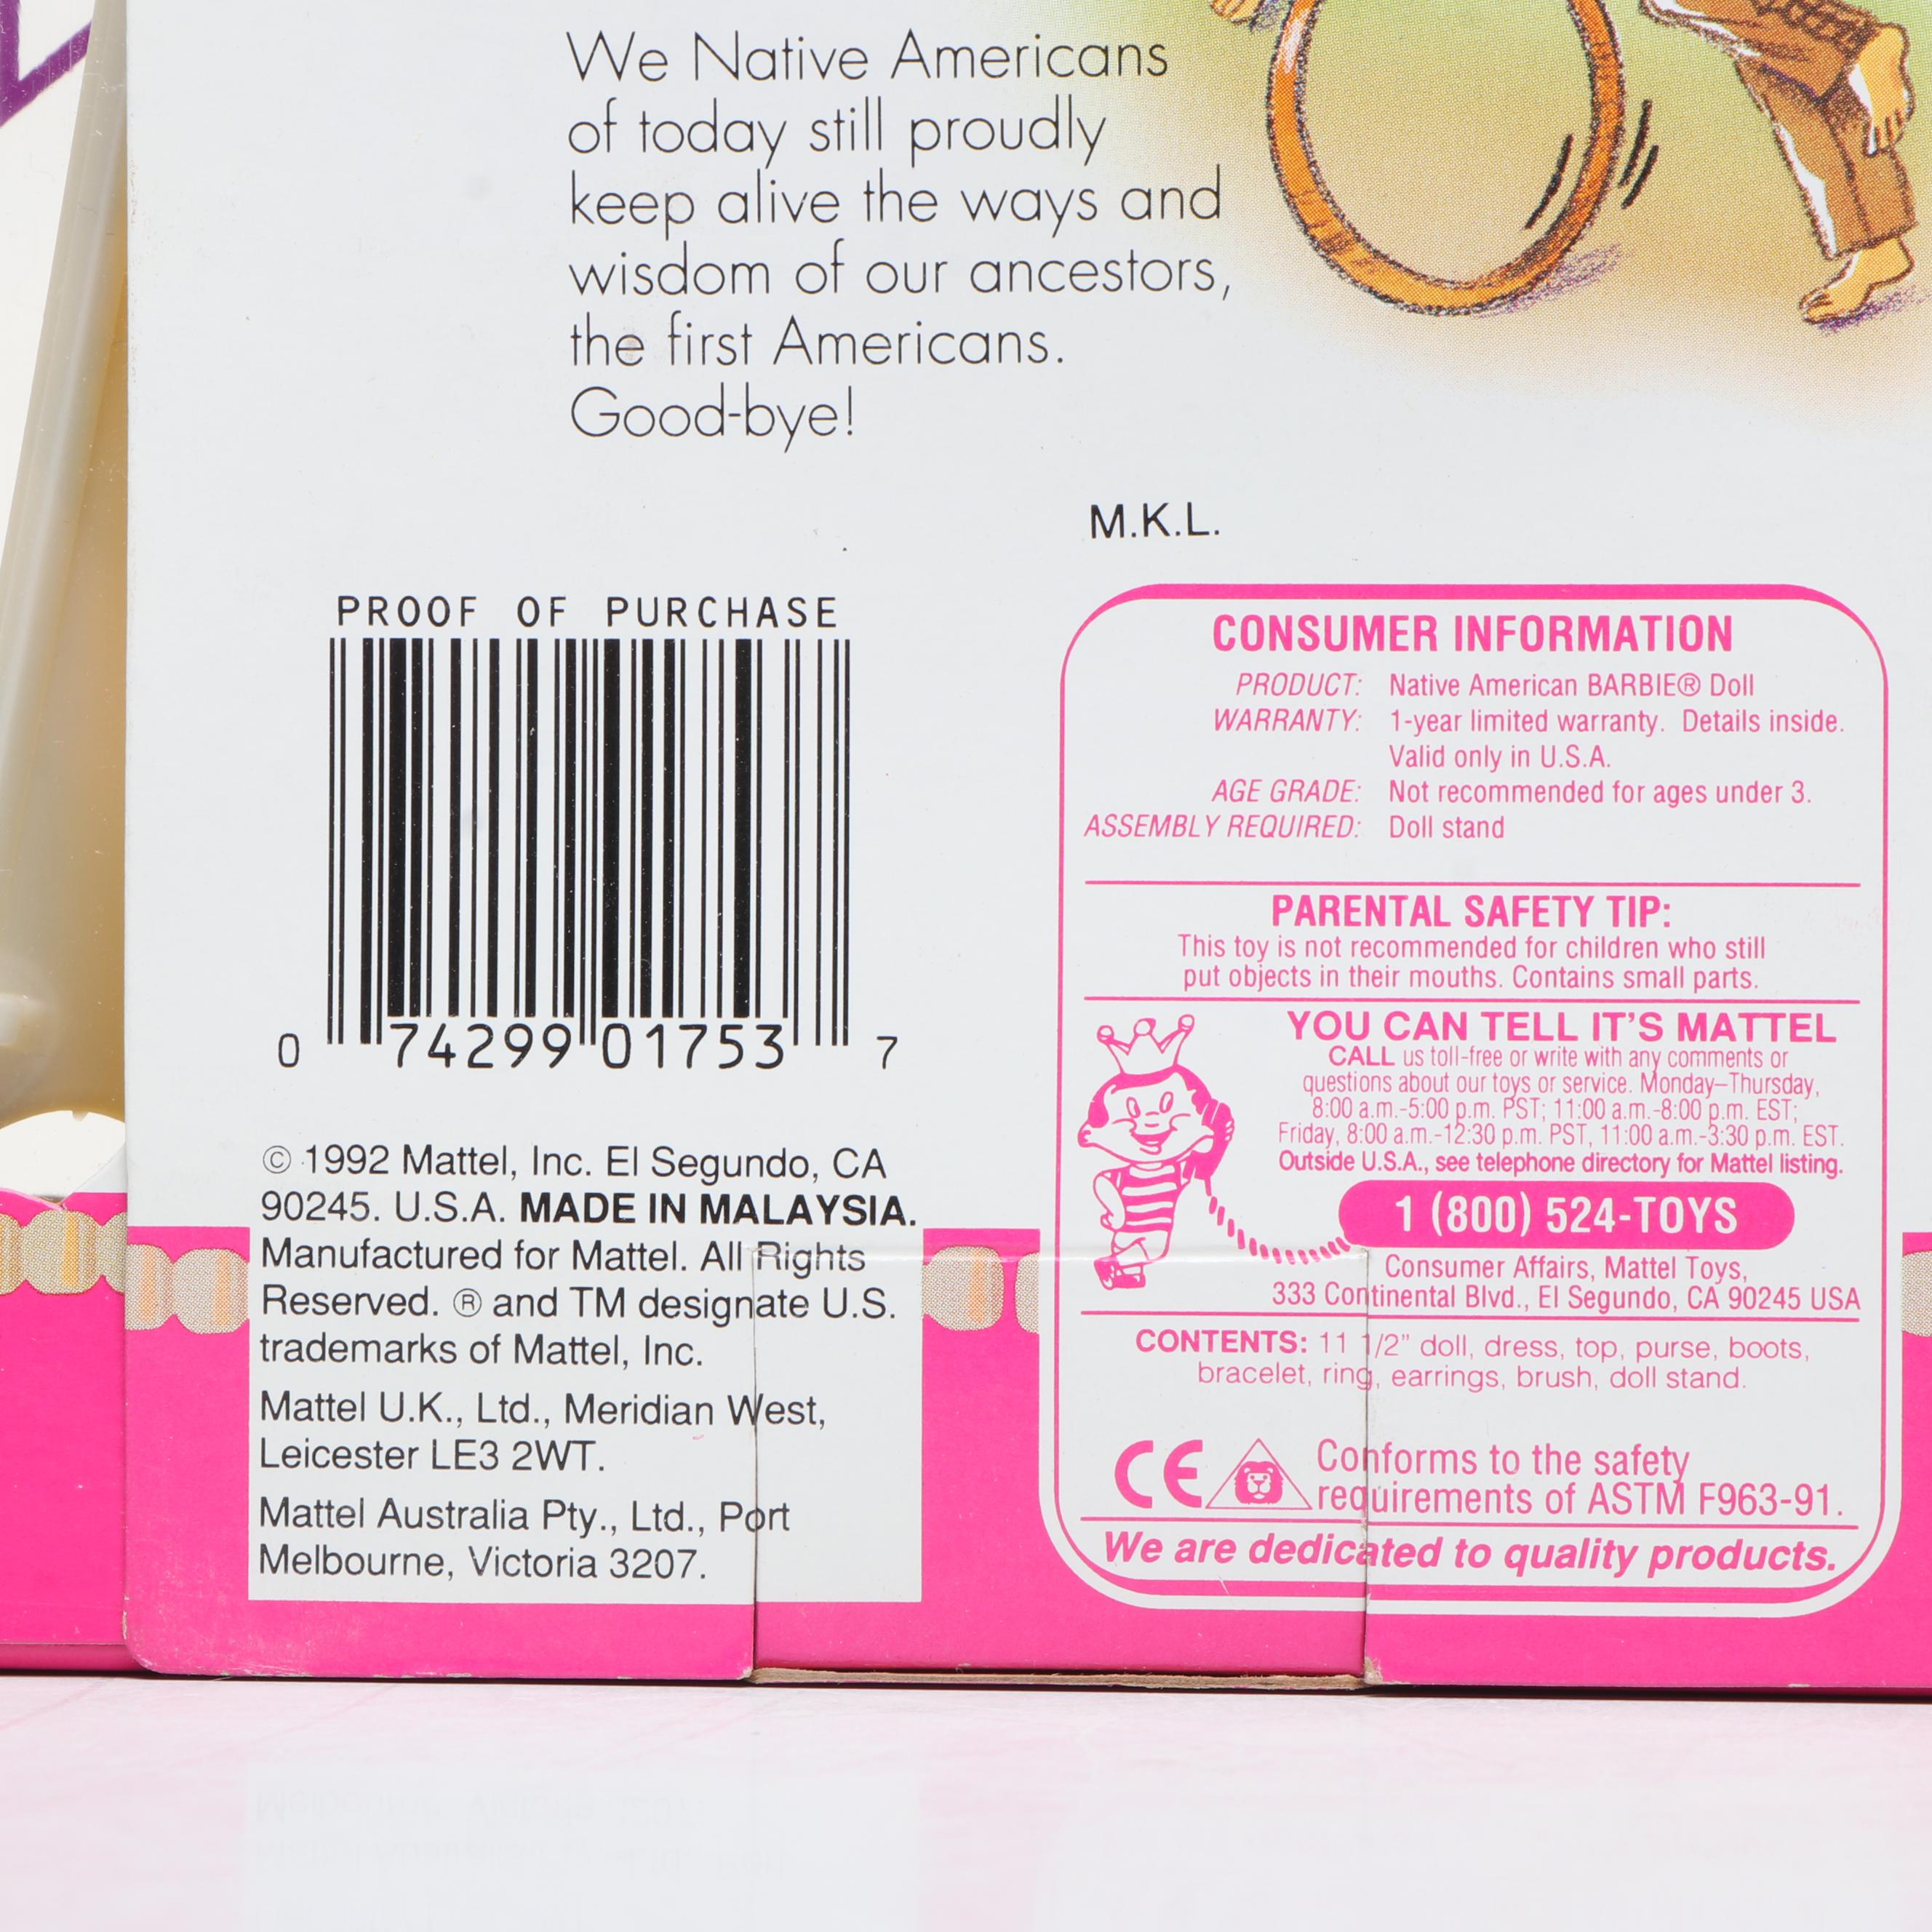 We Native Americans
of today still proudly
keep alive the ways and
wisdom of our ancestors,
the first Americans.
Good-bye!
M.K.L.
PROOF OF PURCHASE
0 74299 01753 7
© 1992 Mattel, Inc. El Segundo, CA
90245. U.S.A. MADE IN MALAYSIA.
Manufactured for Mattel. All Rights
Reserved. ® and TM designate U.S.
trademarks of Mattel, Inc.
Mattel U.K., Ltd., Meridian West,
Leicester LE3 2WT.
Mattel Australia Pty., Ltd., Port
Melbourne, Victoria 3207.
CONSUMER INFORMATION
PRODUCT: Native American BARBIE® Doll
WARRANTY: 1-year limited warranty. Details inside.
Valid only in U.S.A.
AGE GRADE: Not recommended for ages under 3.
ASSEMBLY REQUIRED: Doll stand
PARENTAL SAFETY TIP:
This toy is not recommended for children who still
put objects in their mouths. Contains small parts.
YOU CAN TELL IT'S MATTEL
CALL us toll-free or write with any comments or
questions about our toys or service. Monday–Thursday,
8:00 a.m.-5:00 p.m. PST; 11:00 a.m.-8:00 p.m. EST;
Friday, 8:00 a.m.-12:30 p.m. PST, 11:00 a.m.-3:30 p.m. EST.
Outside U.S.A., see telephone directory for Mattel listing.
1 (800) 524-TOYS
Consumer Affairs, Mattel Toys,
333 Continental Blvd., El Segundo, CA 90245 USA
CONTENTS: 11 1/2" doll, dress, top, purse, boots,
bracelet, ring, earrings, brush, doll stand.
CE Conforms to the safety
requirements of ASTM F963-91.
We are dedicated to quality products.